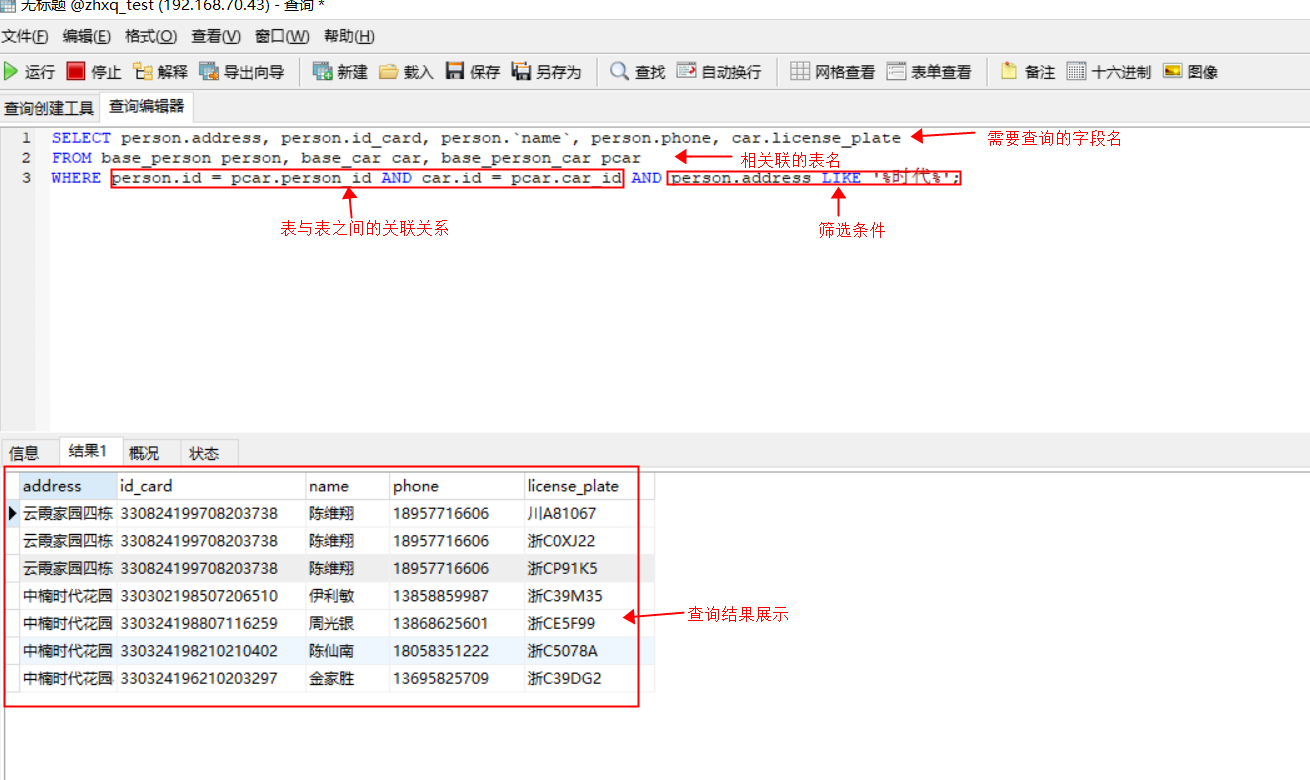 无标题 @zhxq_test (192.168.70.43) - 查询 *
文件(F) 编辑(E) 格式(O) 查看(V) 窗口(W) 帮助(H)
运行 停止 解释 导出向导 新建 载入 保存 另存为 查找 自动换行 网格查看 表单查看 备注 十六进制 图像
查询创建工具 查询编辑器
1 SELECT person.address, person.id_card, person.`name`, person.phone, car.license_plate 需要查询的字段名
2 FROM base_person person, base_car car, base_person_car pcar 相关联的表名
3 WHERE person.id = pcar.person_id AND car.id = pcar.car_id AND person.address LIKE '%时代%';
表与表之间的关联关系 筛选条件
信息 结果1 概况 状态
address id_card name phone license_plate
云霞家园四栋 330824199708203738 陈维翔 18957716606 川A81067
云霞家园四栋 330824199708203738 陈维翔 18957716606 浙C0XJ22
云霞家园四栋 330824199708203738 陈维翔 18957716606 浙CP91K5
中楠时代花园 330302198507206510 伊利敏 13858859987 浙C39M35
中楠时代花园 330324198807116259 周光银 13868625601 浙CE5F99 查询结果展示
中楠时代花园 330324198210210402 陈仙南 18058351222 浙C5078A
中楠时代花园 330324196210203297 金家胜 13695825709 浙C39DG2